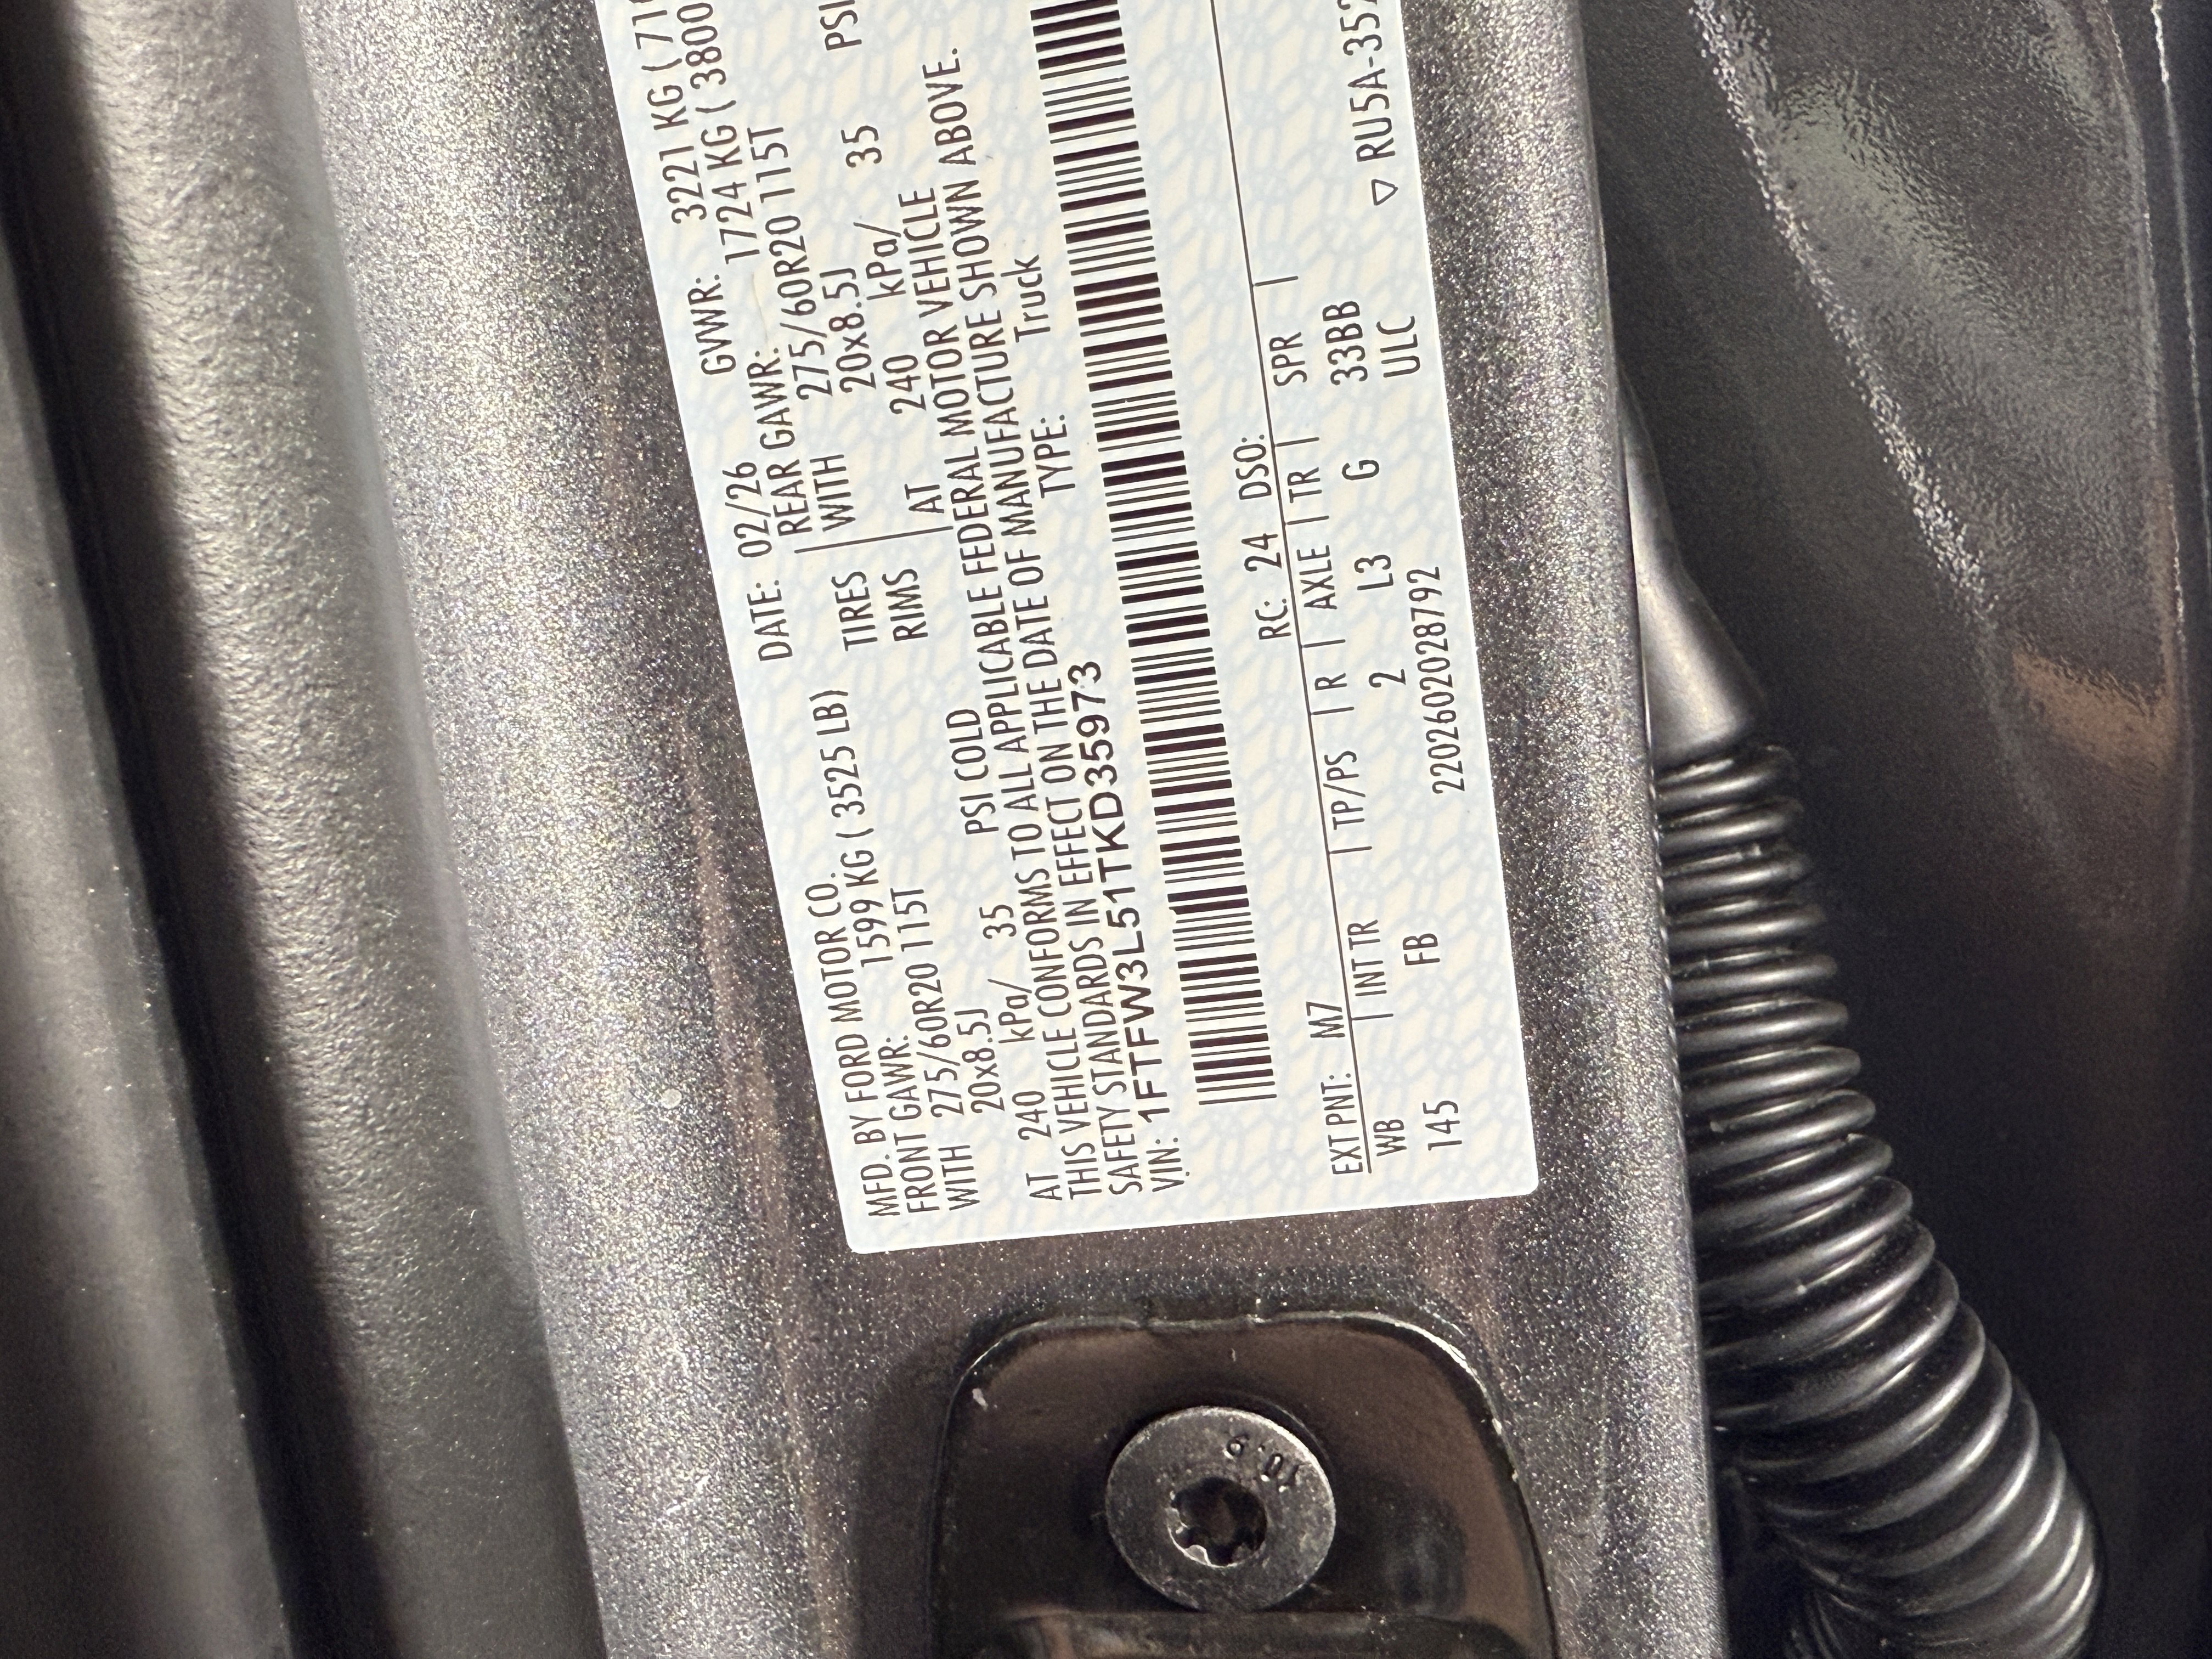 MFD. BY FORD MOTOR CO. DATE: 02/26 GVWR: 3221 KG (
FRONT GAWR: 1599 KG ( 3525 LB) REAR GAWR: 1724 KG ( 3800
WITH 275/60R20 115T TIRES WITH 275/60R20 115T
20x8.5J RIMS 20x8.5J
AT 240 kPa/ 35 PSI COLD AT 240 kPa/ 35 PSI
THIS VEHICLE CONFORMS TO ALL APPLICABLE FEDERAL MOTOR VEHICLE
SAFETY STANDARDS IN EFFECT ON THE DATE OF MANUFACTURE SHOWN ABOVE.
VIN: 1FTFW3L51TKD35973 TYPE: Truck
EXT PNT: M7 RC: 24 DSO:
WB | INT TR | TP/PS | R | AXLE | TR | SPR |
145 FB 2 L3 G 33BB
2202602028792 ULC ▽ RU5A-352
10.9